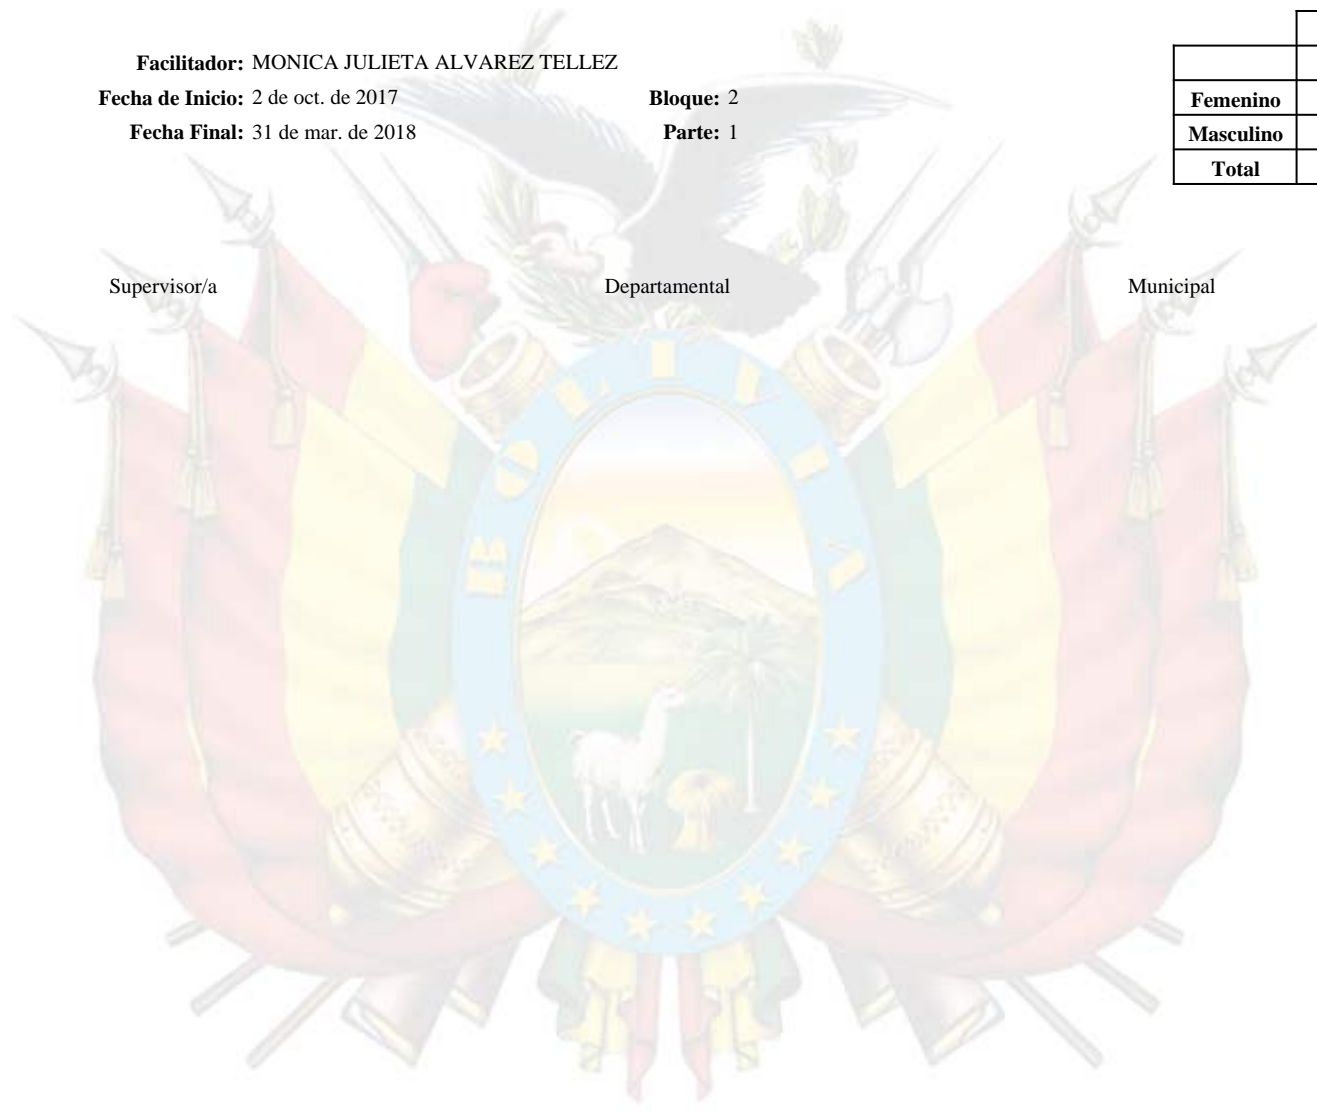 Facilitador: MONICA JULIETA ALVAREZ TELLEZ
Fecha de Inicio: 2 de oct. de 2017 Bloque: 2
Fecha Final: 31 de mar. de 2018 Parte: 1
Femenino
Masculino
Total
Supervisor/a Departamental Municipal
BOLIVIA